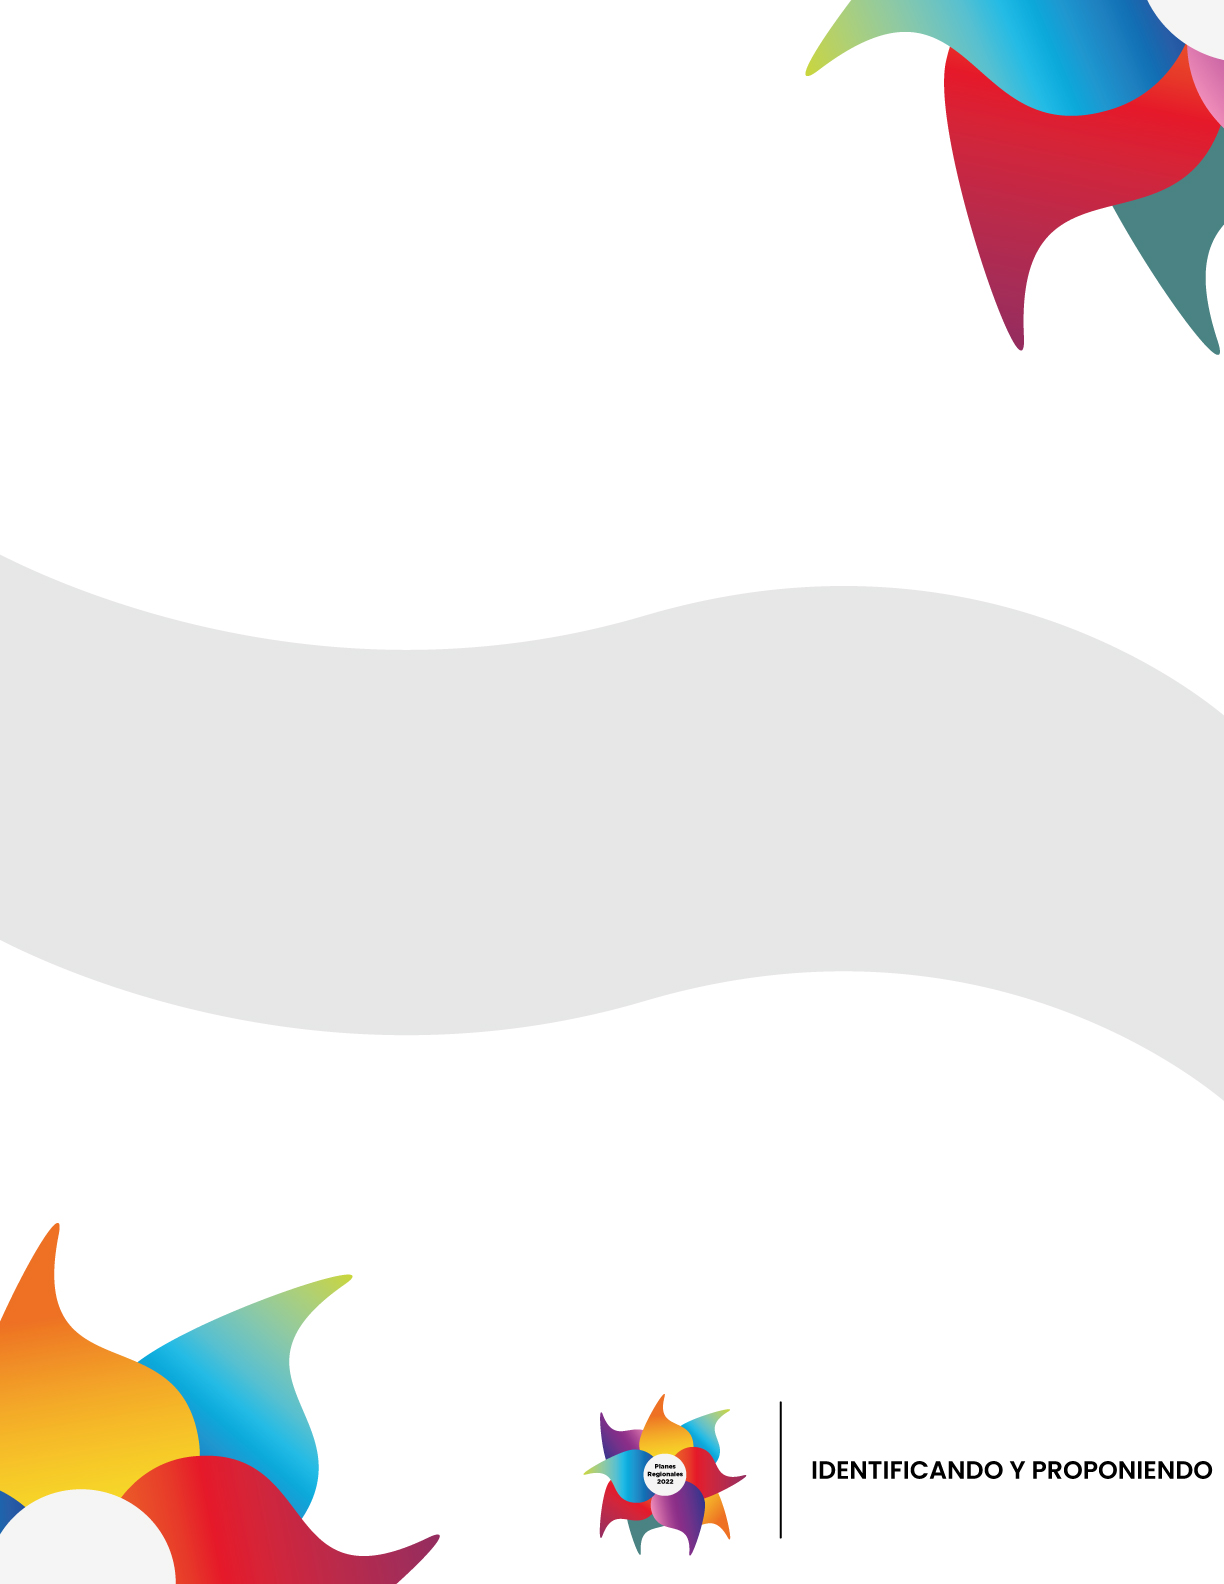 Planes
Regionales
2022
IDENTIFICANDO Y PROPONIENDO